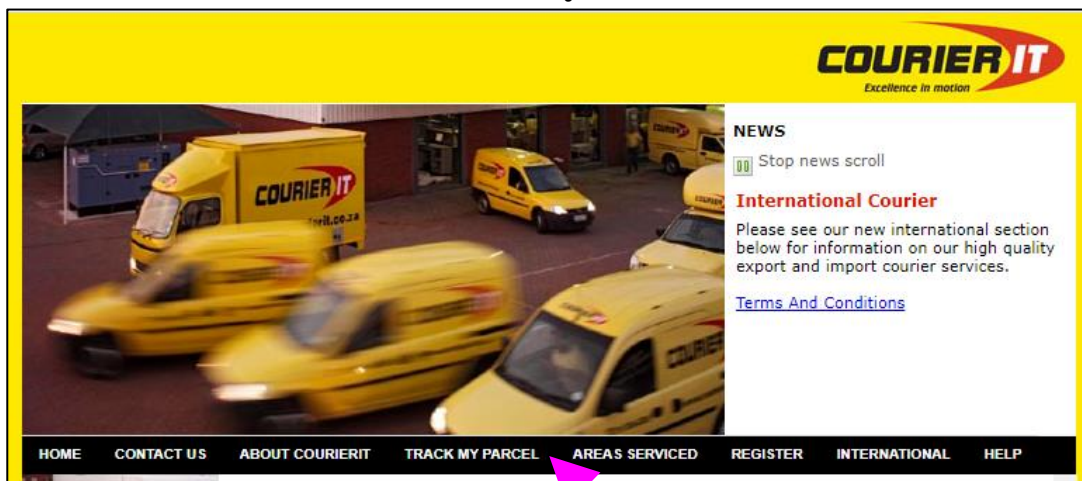 COURIER IT
Excellence in motion
COURIER IT
NEWS
Stop news scroll
International Courier
Please see our new international section
below for information on our high quality
export and import courier services.
Terms And Conditions
HOME CONTACT US ABOUT COURIERIT TRACK MY PARCEL AREAS SERVICED REGISTER INTERNATIONAL HELP